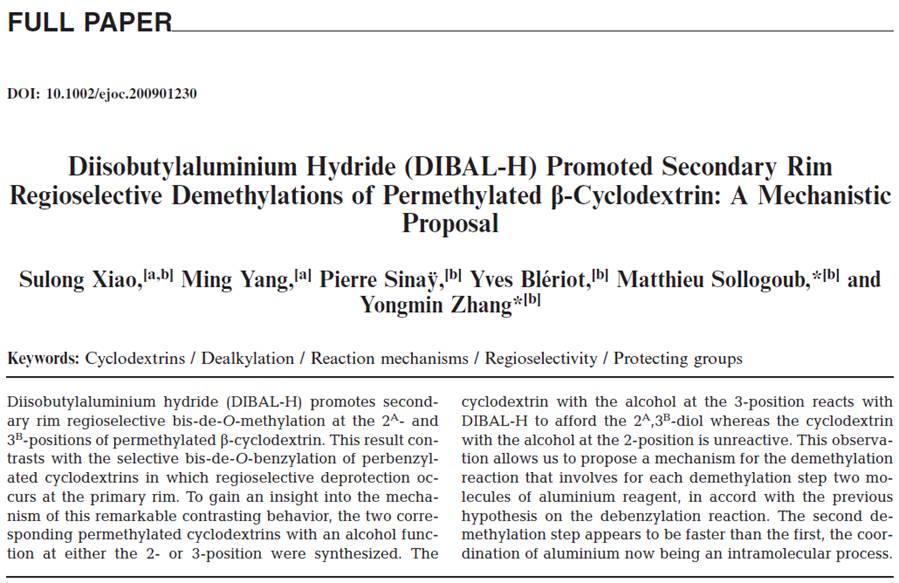 FULL PAPER
DOI: 10.1002/ejoc.200901230
Diisobutylaluminium Hydride (DIBAL-H) Promoted Secondary Rim
Regioselective Demethylations of Permethylated β-Cyclodextrin: A Mechanistic
Proposal
Sulong Xiao,[a,b] Ming Yang,[a] Pierre Sinaÿ,[b] Yves Blériot,[b] Matthieu Sollogoub,*[b] and
Yongmin Zhang*[b]
Keywords: Cyclodextrins / Dealkylation / Reaction mechanisms / Regioselectivity / Protecting groups
Diisobutylaluminium hydride (DIBAL-H) promotes second-
ary rim regioselective bis-de-O-methylation at the 2A- and
3B-positions of permethylated β-cyclodextrin. This result con-
trasts with the selective bis-de-O-benzylation of perbenzyl-
ated cyclodextrins in which regioselective deprotection oc-
curs at the primary rim. To gain an insight into the mecha-
nism of this remarkable contrasting behavior, the two corre-
sponding permethylated cyclodextrins with an alcohol func-
tion at either the 2- or 3-position were synthesized. The
cyclodextrin with the alcohol at the 3-position reacts with
DIBAL-H to afford the 2A,3B-diol whereas the cyclodextrin
with the alcohol at the 2-position is unreactive. This observa-
tion allows us to propose a mechanism for the demethylation
reaction that involves for each demethylation step two mo-
lecules of aluminium reagent, in accord with the previous
hypothesis on the debenzylation reaction. The second de-
methylation step appears to be faster than the first, the coor-
dination of aluminium now being an intramolecular process.